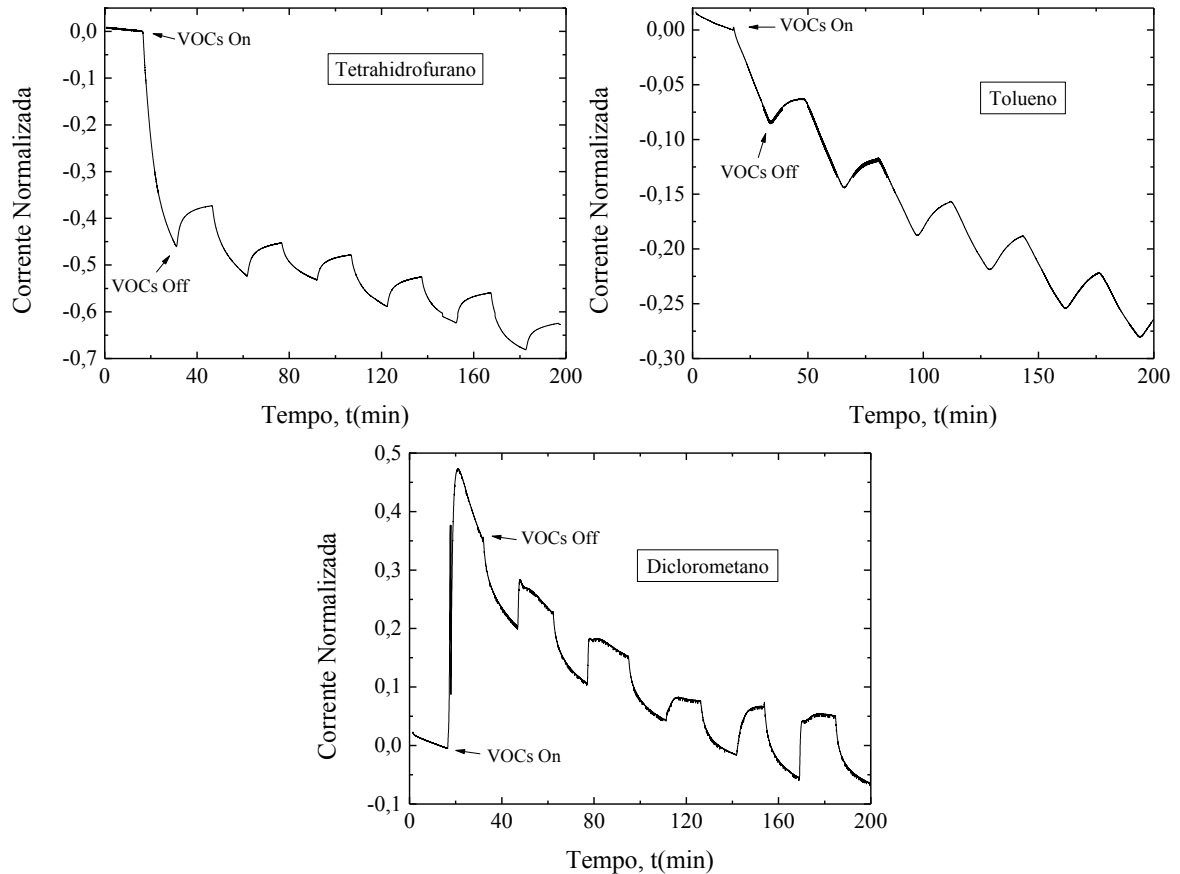 0,0
-0,1
-0,2
-0,3
-0,4
-0,5
-0,6
-0,7
Corrente Normalizada
VOCs On
Tetrahidrofurano
VOCs Off
0 40 80 120 160 200
Tempo, t(min)
0,00
-0,05
-0,10
-0,15
-0,20
-0,25
-0,30
Corrente Normalizada
VOCs On
Tolueno
VOCs Off
0 50 100 150 200
Tempo, t(min)
0,5
0,4
0,3
0,2
0,1
0,0
-0,1
Corrente Normalizada
VOCs Off
Diclorometano
VOCs On
0 40 80 120 160 200
Tempo, t(min)